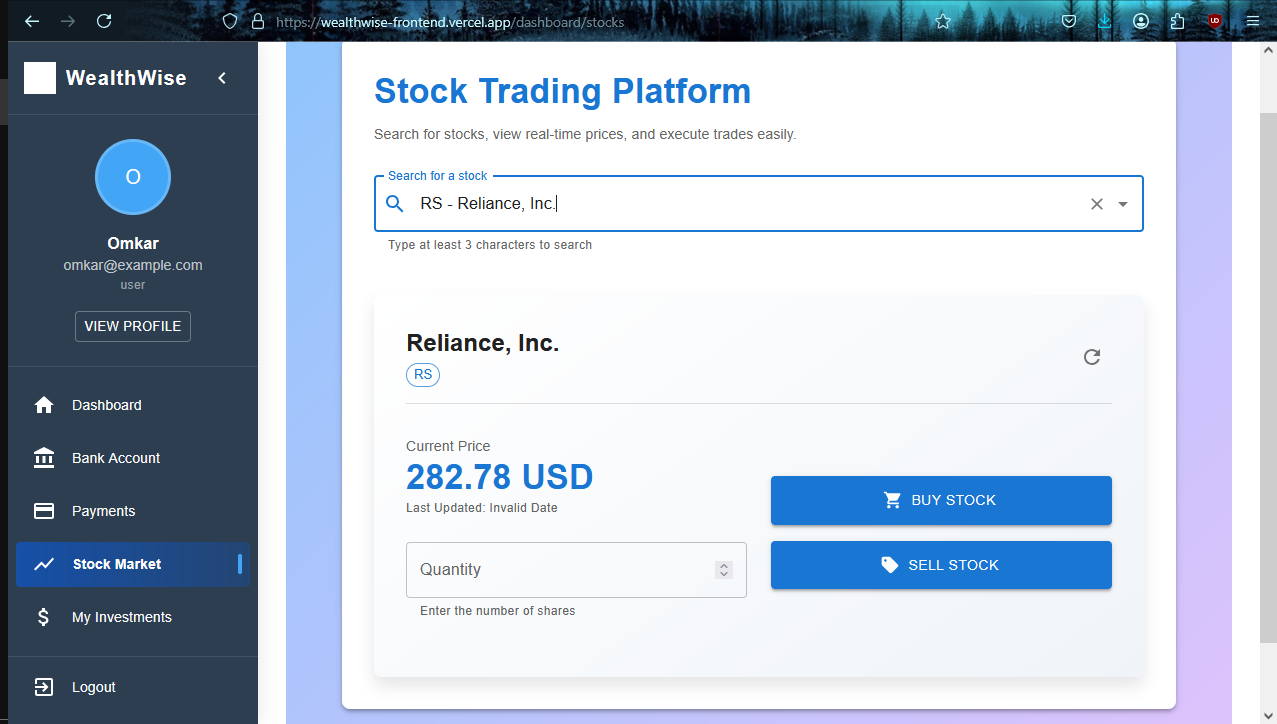 https://wealthwise-frontend.vercel.app/dashboard/stocks
WealthWise
O
Omkar
omkar@example.com
user
VIEW PROFILE
Dashboard
Bank Account
Payments
Stock Market
My Investments
Logout
Stock Trading Platform
Search for stocks, view real-time prices, and execute trades easily.
Search for a stock
RS - Reliance, Inc.
Type at least 3 characters to search
Reliance, Inc.
RS
Current Price
282.78 USD
Last Updated: Invalid Date
Quantity
Enter the number of shares
BUY STOCK
SELL STOCK